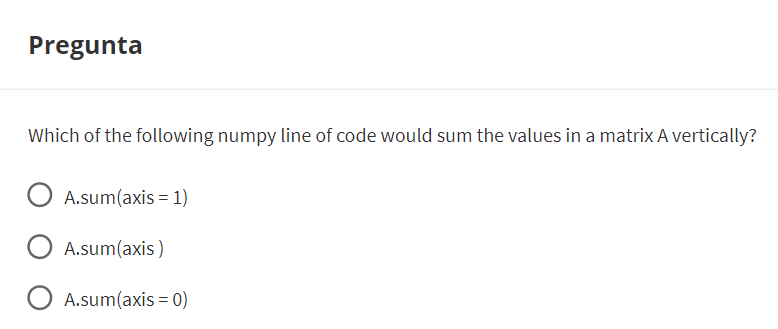 Pregunta
Which of the following numpy line of code would sum the values in a matrix A vertically?
A.sum(axis = 1)
A.sum(axis )
A.sum(axis = 0)